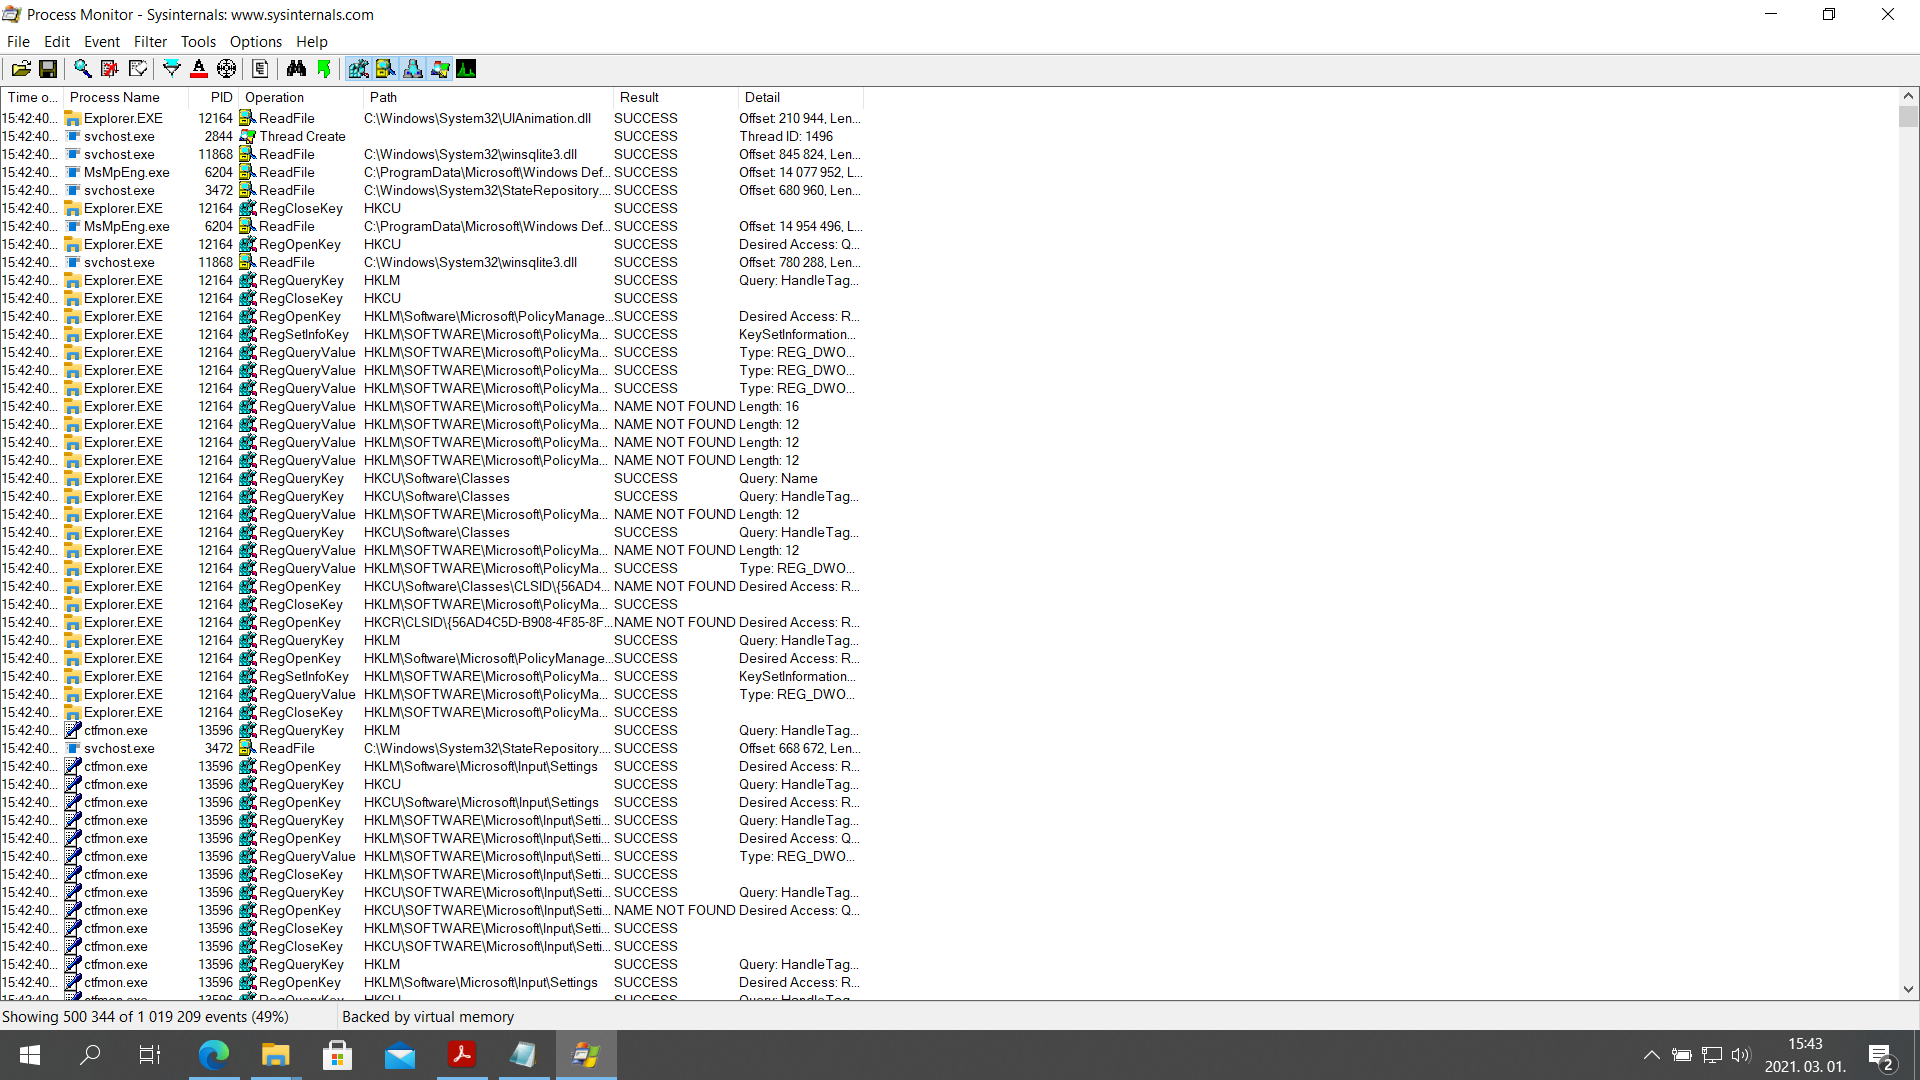 Process Monitor - Sysinternals: www.sysinternals.com
File Edit Event Filter Tools Options Help
Time o... Process Name PID Operation Path Result Detail
15:42:40... Explorer.EXE 12164 ReadFile C:\Windows\System32\UIAnimation.dll SUCCESS Offset: 210 944, Len...
15:42:40... svchost.exe 2844 Thread Create SUCCESS Thread ID: 1496
15:42:40... svchost.exe 11868 ReadFile C:\Windows\System32\winsqlite3.dll SUCCESS Offset: 845 824, Len...
15:42:40... MsMpEng.exe 6204 ReadFile C:\ProgramData\Microsoft\Windows Def... SUCCESS Offset: 14 077 952, L...
15:42:40... svchost.exe 3472 ReadFile C:\Windows\System32\StateRepository.... SUCCESS Offset: 680 960, Len...
15:42:40... Explorer.EXE 12164 RegCloseKey HKCU SUCCESS
15:42:40... MsMpEng.exe 6204 ReadFile C:\ProgramData\Microsoft\Windows Def... SUCCESS Offset: 14 954 496, L...
15:42:40... Explorer.EXE 12164 RegOpenKey HKCU SUCCESS Desired Access: Q...
15:42:40... svchost.exe 11868 ReadFile C:\Windows\System32\winsqlite3.dll SUCCESS Offset: 780 288, Len...
15:42:40... Explorer.EXE 12164 RegQueryKey HKLM SUCCESS Query: HandleTag...
15:42:40... Explorer.EXE 12164 RegCloseKey HKCU SUCCESS
15:42:40... Explorer.EXE 12164 RegOpenKey HKLM\Software\Microsoft\PolicyManage... SUCCESS Desired Access: R...
15:42:40... Explorer.EXE 12164 RegSetInfoKey HKLM\SOFTWARE\Microsoft\PolicyMa... SUCCESS KeySetInformation...
15:42:40... Explorer.EXE 12164 RegQueryValue HKLM\SOFTWARE\Microsoft\PolicyMa... SUCCESS Type: REG_DWO...
15:42:40... Explorer.EXE 12164 RegQueryValue HKLM\SOFTWARE\Microsoft\PolicyMa... SUCCESS Type: REG_DWO...
15:42:40... Explorer.EXE 12164 RegQueryValue HKLM\SOFTWARE\Microsoft\PolicyMa... SUCCESS Type: REG_DWO...
15:42:40... Explorer.EXE 12164 RegQueryValue HKLM\SOFTWARE\Microsoft\PolicyMa... NAME NOT FOUND Length: 16
15:42:40... Explorer.EXE 12164 RegQueryValue HKLM\SOFTWARE\Microsoft\PolicyMa... NAME NOT FOUND Length: 12
15:42:40... Explorer.EXE 12164 RegQueryValue HKLM\SOFTWARE\Microsoft\PolicyMa... NAME NOT FOUND Length: 12
15:42:40... Explorer.EXE 12164 RegQueryValue HKLM\SOFTWARE\Microsoft\PolicyMa... NAME NOT FOUND Length: 12
15:42:40... Explorer.EXE 12164 RegQueryKey HKCU\Software\Classes SUCCESS Query: Name
15:42:40... Explorer.EXE 12164 RegQueryKey HKCU\Software\Classes SUCCESS Query: HandleTag...
15:42:40... Explorer.EXE 12164 RegQueryValue HKLM\SOFTWARE\Microsoft\PolicyMa... NAME NOT FOUND Length: 12
15:42:40... Explorer.EXE 12164 RegQueryKey HKCU\Software\Classes SUCCESS Query: HandleTag...
15:42:40... Explorer.EXE 12164 RegQueryValue HKLM\SOFTWARE\Microsoft\PolicyMa... NAME NOT FOUND Length: 12
15:42:40... Explorer.EXE 12164 RegQueryValue HKLM\SOFTWARE\Microsoft\PolicyMa... SUCCESS Type: REG_DWO...
15:42:40... Explorer.EXE 12164 RegOpenKey HKCU\Software\Classes\CLSID\{56AD4... NAME NOT FOUND Desired Access: R...
15:42:40... Explorer.EXE 12164 RegCloseKey HKLM\SOFTWARE\Microsoft\PolicyMa... SUCCESS
15:42:40... Explorer.EXE 12164 RegOpenKey HKCR\CLSID\{56AD4C5D-B908-4F85-8F... NAME NOT FOUND Desired Access: R...
15:42:40... Explorer.EXE 12164 RegQueryKey HKLM SUCCESS Query: HandleTag...
15:42:40... Explorer.EXE 12164 RegOpenKey HKLM\Software\Microsoft\PolicyManage... SUCCESS Desired Access: R...
15:42:40... Explorer.EXE 12164 RegSetInfoKey HKLM\SOFTWARE\Microsoft\PolicyMa... SUCCESS KeySetInformation...
15:42:40... Explorer.EXE 12164 RegQueryValue HKLM\SOFTWARE\Microsoft\PolicyMa... SUCCESS Type: REG_DWO...
15:42:40... Explorer.EXE 12164 RegCloseKey HKLM\SOFTWARE\Microsoft\PolicyMa... SUCCESS
15:42:40... ctfmon.exe 13596 RegQueryKey HKLM SUCCESS Query: HandleTag...
15:42:40... svchost.exe 3472 ReadFile C:\Windows\System32\StateRepository.... SUCCESS Offset: 668 672, Len...
15:42:40... ctfmon.exe 13596 RegOpenKey HKLM\Software\Microsoft\Input\Settings SUCCESS Desired Access: R...
15:42:40... ctfmon.exe 13596 RegQueryKey HKCU SUCCESS Query: HandleTag...
15:42:40... ctfmon.exe 13596 RegOpenKey HKCU\Software\Microsoft\Input\Settings SUCCESS Desired Access: R...
15:42:40... ctfmon.exe 13596 RegQueryKey HKLM\SOFTWARE\Microsoft\Input\Setti... SUCCESS Query: HandleTag...
15:42:40... ctfmon.exe 13596 RegOpenKey HKLM\SOFTWARE\Microsoft\Input\Setti... SUCCESS Desired Access: Q...
15:42:40... ctfmon.exe 13596 RegQueryValue HKLM\SOFTWARE\Microsoft\Input\Setti... SUCCESS Type: REG_DWO...
15:42:40... ctfmon.exe 13596 RegCloseKey HKLM\SOFTWARE\Microsoft\Input\Setti... SUCCESS
15:42:40... ctfmon.exe 13596 RegQueryKey HKCU\SOFTWARE\Microsoft\Input\Setti... SUCCESS Query: HandleTag...
15:42:40... ctfmon.exe 13596 RegOpenKey HKCU\SOFTWARE\Microsoft\Input\Setti... NAME NOT FOUND Desired Access: Q...
15:42:40... ctfmon.exe 13596 RegCloseKey HKLM\SOFTWARE\Microsoft\Input\Setti... SUCCESS
15:42:40... ctfmon.exe 13596 RegCloseKey HKCU\SOFTWARE\Microsoft\Input\Setti... SUCCESS
15:42:40... ctfmon.exe 13596 RegQueryKey HKLM SUCCESS Query: HandleTag...
15:42:40... ctfmon.exe 13596 RegOpenKey HKLM\Software\Microsoft\Input\Settings SUCCESS Desired Access: R...
15:42:40... ctfmon.exe 13596 RegQueryKey HKCU SUCCESS Query: HandleTag...
Showing 500 344 of 1 019 209 events (49%) Backed by virtual memory
15:43
2021. 03. 01.
2